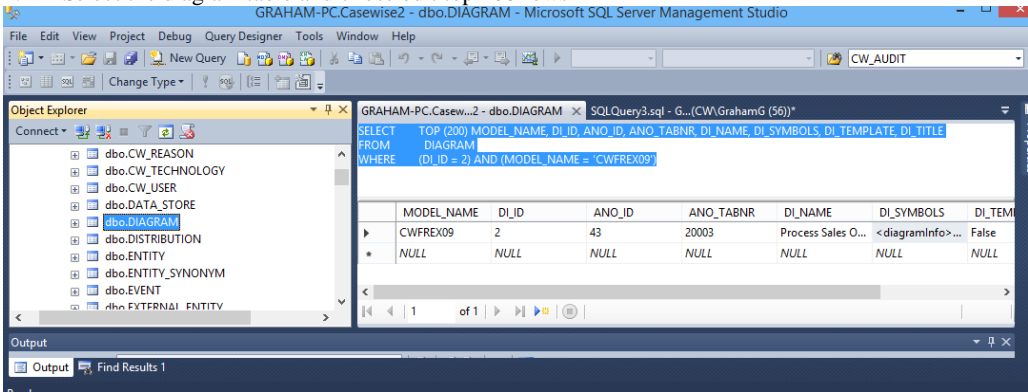 GRAHAM-PC.Casewise2 - dbo.DIAGRAM - Microsoft SQL Server Management Studio
File Edit View Project Debug Query Designer Tools Window Help
New Query CW_AUDIT
Change Type
Object Explorer
GRAHAM-PC.Casew...2 - dbo.DIAGRAM SQLQuery3.sql - G...(CW\GrahamG (56))*
Connect
SELECT TOP (200) MODEL_NAME, DI_ID, ANO_ID, ANO_TABNR, DI_NAME, DI_SYMBOLS, DI_TEMPLATE, DI_TITLE
FROM DIAGRAM
WHERE (DI_ID = 2) AND (MODEL_NAME = 'CWFREX09')
dbo.CW_REASON
dbo.CW_TECHNOLOGY
dbo.CW_USER
dbo.DATA_STORE
dbo.DIAGRAM
dbo.DISTRIBUTION
dbo.ENTITY
dbo.ENTITY_SYNONYM
dbo.EVENT
dbo.EXTERNAL_ENTITY
MODEL_NAME DI_ID ANO_ID ANO_TABNR DI_NAME DI_SYMBOLS DI_TEMI
CWFREX09 2 43 20003 Process Sales O... <diagramInfo>... False
NULL NULL NULL NULL NULL NULL NULL
1 of 1
Output
Output Find Results 1